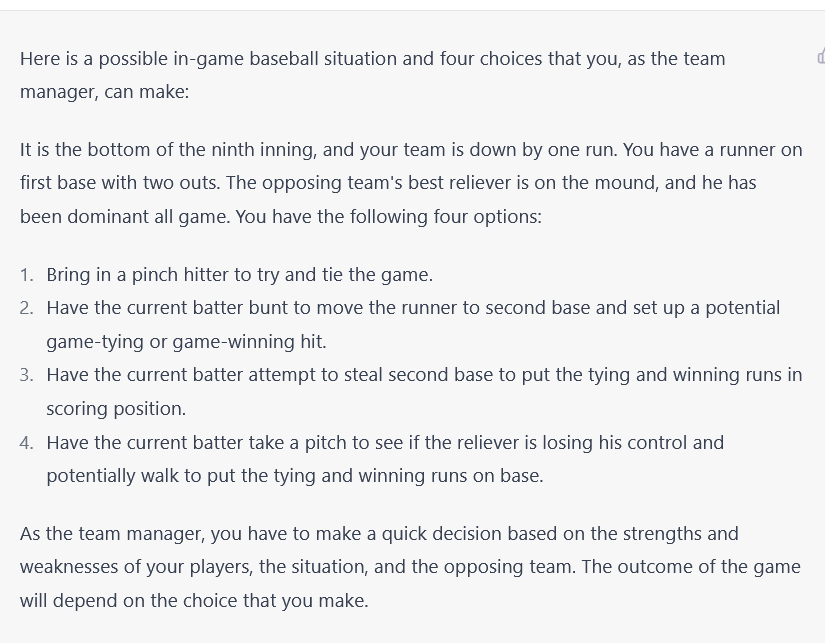 Here is a possible in-game baseball situation and four choices that you, as the team
manager, can make:
It is the bottom of the ninth inning, and your team is down by one run. You have a runner on
first base with two outs. The opposing team's best reliever is on the mound, and he has
been dominant all game. You have the following four options:
1. Bring in a pinch hitter to try and tie the game.
2. Have the current batter bunt to move the runner to second base and set up a potential
game-tying or game-winning hit.
3. Have the current batter attempt to steal second base to put the tying and winning runs in
scoring position.
4. Have the current batter take a pitch to see if the reliever is losing his control and
potentially walk to put the tying and winning runs on base.
As the team manager, you have to make a quick decision based on the strengths and
weaknesses of your players, the situation, and the opposing team. The outcome of the game
will depend on the choice that you make.